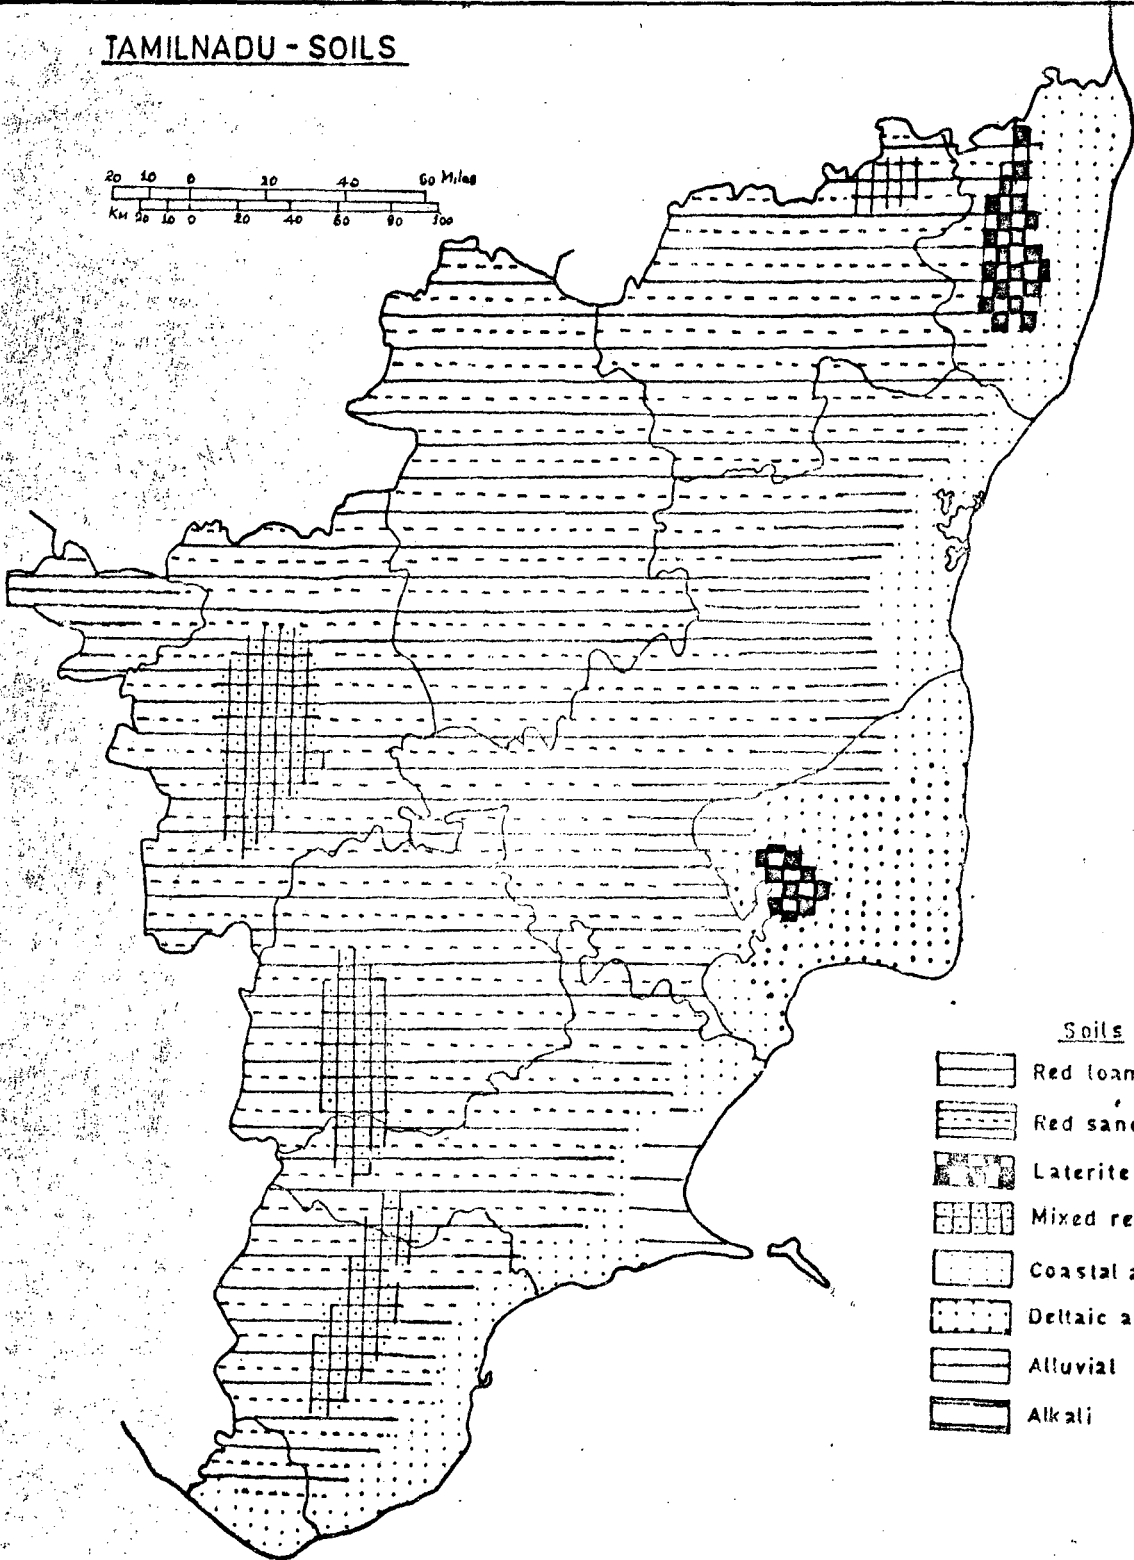 TAMILNADU - SOILS
20 10 0 20 40 60 Miles
KM 20 10 0 20 40 60 80 100
Soils
Red loam
Red sand
Laterite
Mixed re
Coastal a
Deltaic a
Alluvial
Alkali